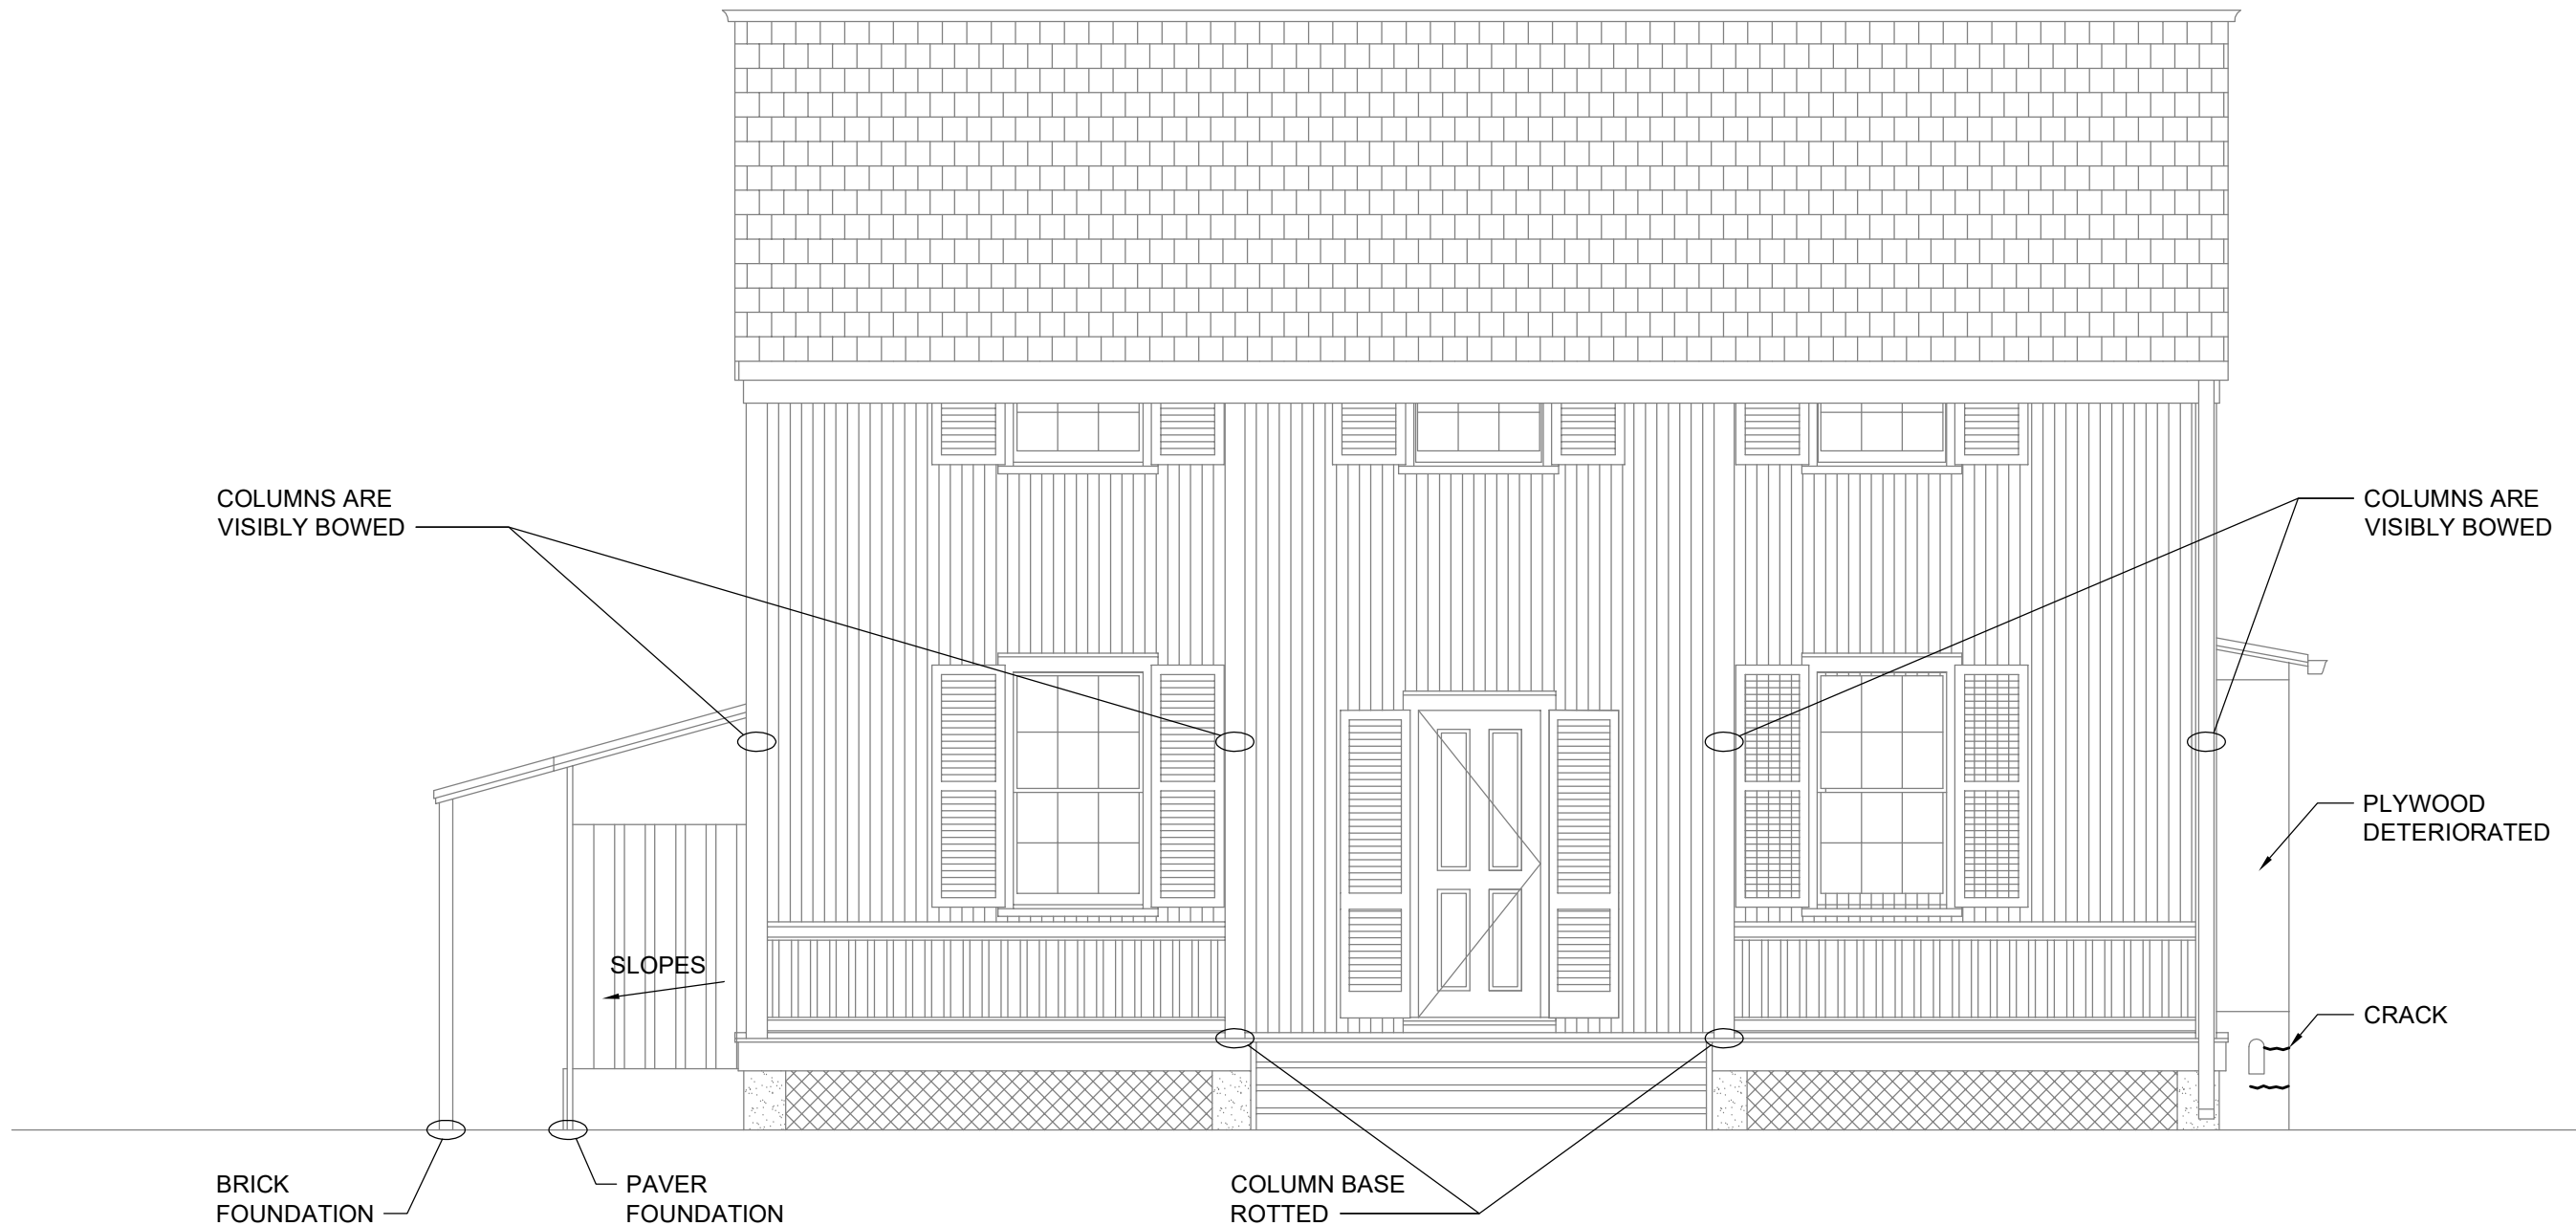 COLUMNS ARE
VISIBLY BOWED
COLUMNS ARE
VISIBLY BOWED
PLYWOOD
DETERIORATED
SLOPES
CRACK
BRICK
FOUNDATION
PAVER
FOUNDATION
COLUMN BASE
ROTTED